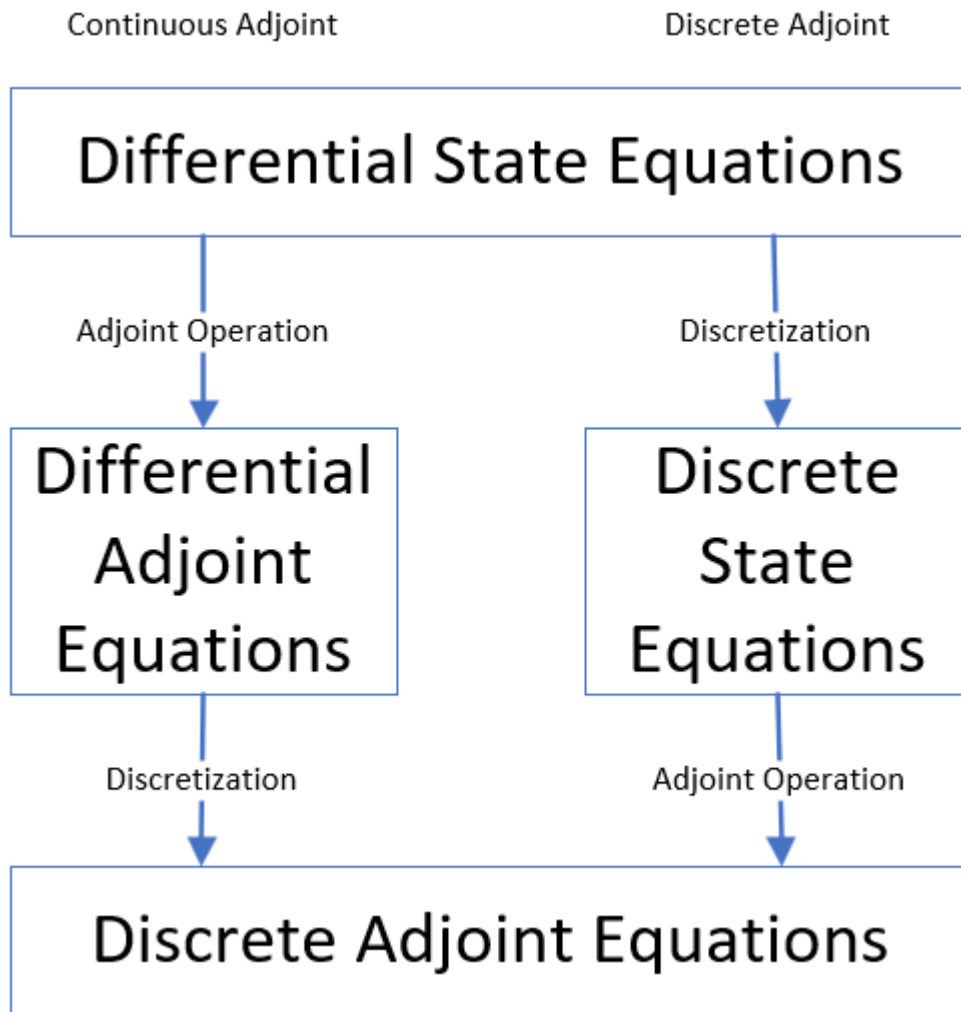 Continuous Adjoint
Discrete Adjoint
Differential State Equations
Adjoint Operation
Discretization
Differential
Adjoint
Equations
Discrete
State
Equations
Discretization
Adjoint Operation
Discrete Adjoint Equations